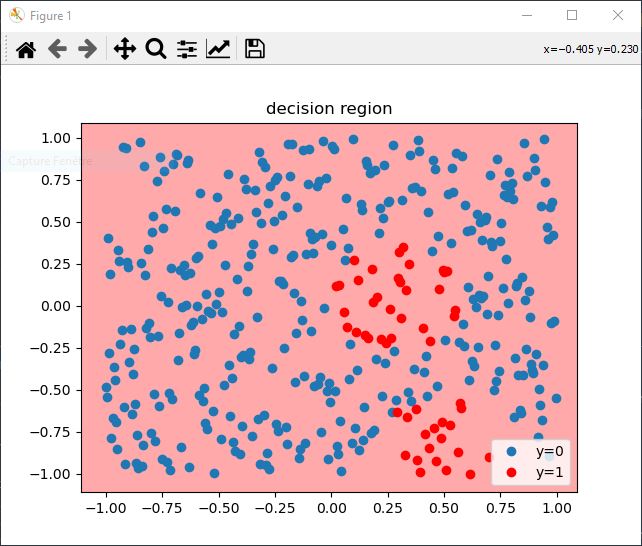 Figure 1
x=−0.405 y=0.230
decision region
Capture Fenêtre
1.00
0.75
0.50
0.25
0.00
−0.25
−0.50
−0.75
−1.00
y=0
y=1
−1.00 −0.75 −0.50 −0.25 0.00 0.25 0.50 0.75 1.00